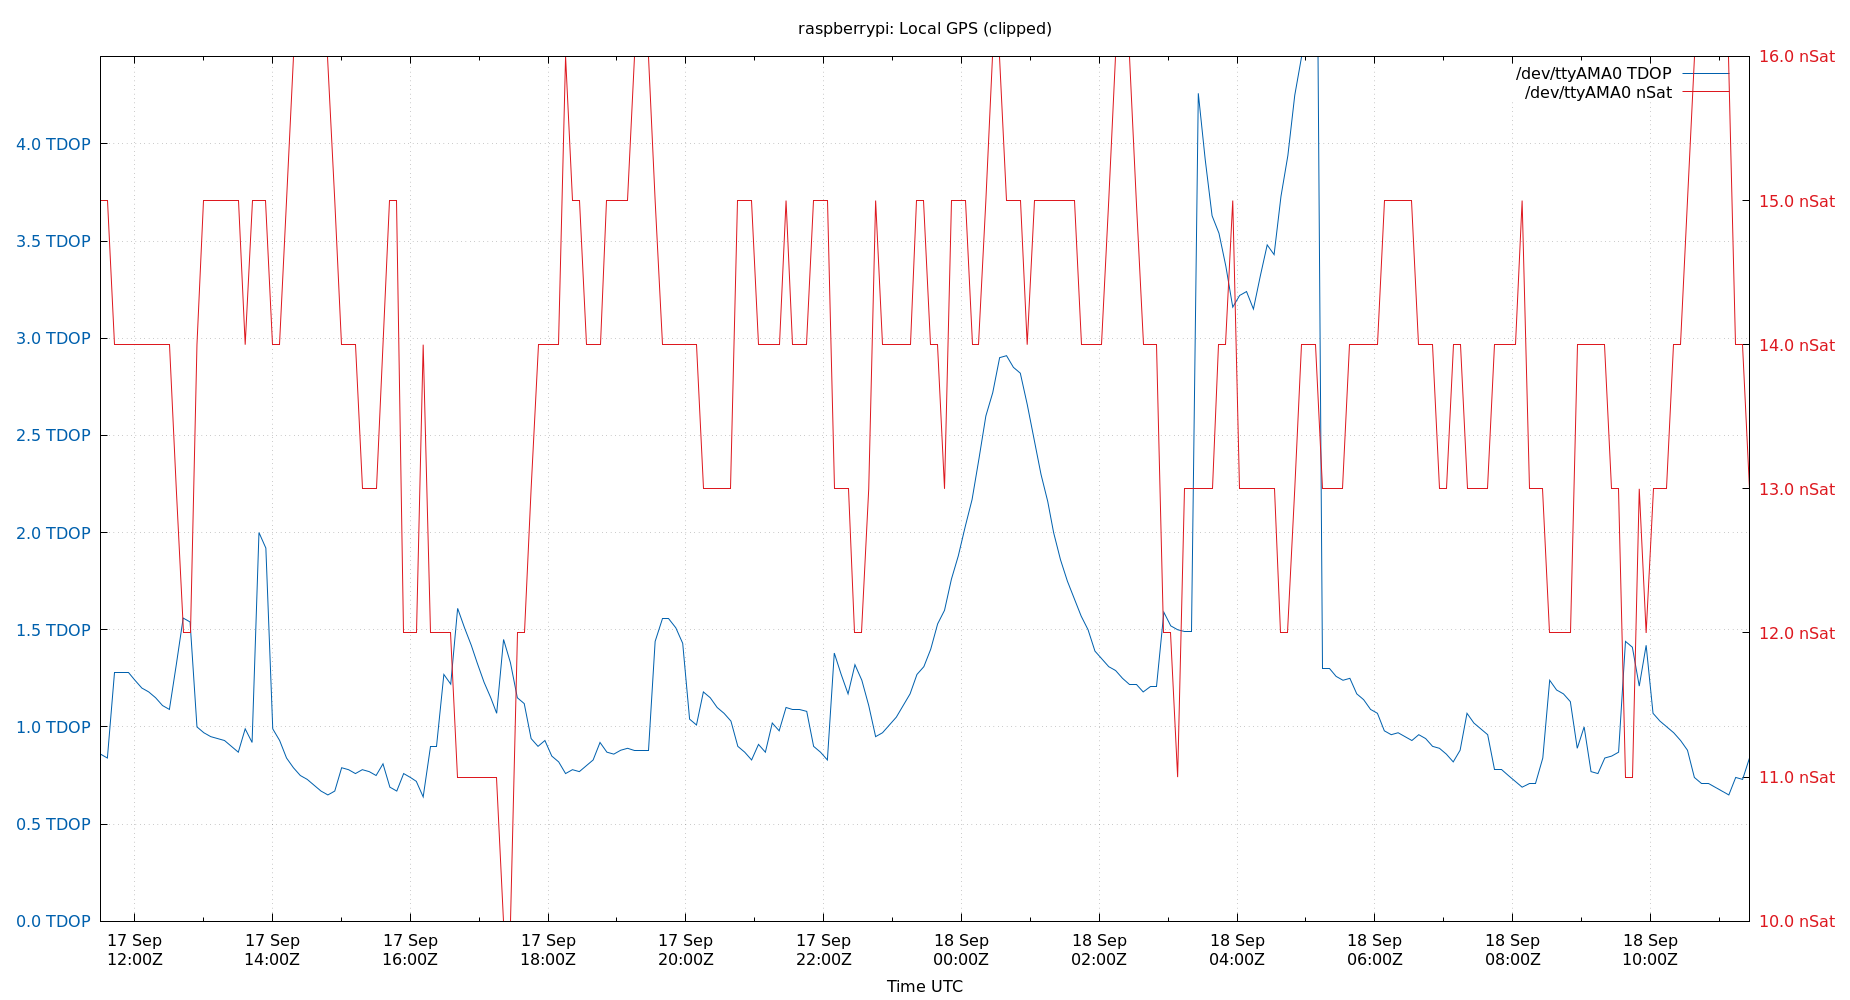 raspberrypi: Local GPS (clipped)
/dev/ttyAMA0 TDOP
/dev/ttyAMA0 nSat
4.0 TDOP
3.5 TDOP
3.0 TDOP
2.5 TDOP
2.0 TDOP
1.5 TDOP
1.0 TDOP
0.5 TDOP
0.0 TDOP
16.0 nSat
15.0 nSat
14.0 nSat
13.0 nSat
12.0 nSat
11.0 nSat
10.0 nSat
17 Sep
12:00Z
17 Sep
14:00Z
17 Sep
16:00Z
17 Sep
18:00Z
17 Sep
20:00Z
17 Sep
22:00Z
18 Sep
00:00Z
18 Sep
02:00Z
18 Sep
04:00Z
18 Sep
06:00Z
18 Sep
08:00Z
18 Sep
10:00Z
Time UTC